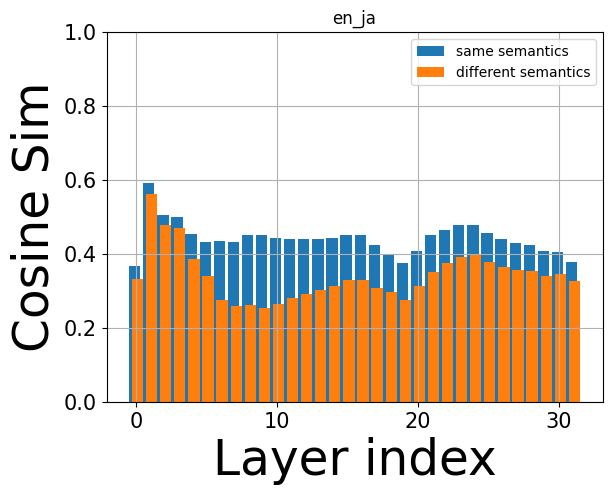 en_ja
same semantics
different semantics
Cosine Sim
1.0
0.8
0.6
0.4
0.2
0.0
0 10 20 30
Layer index